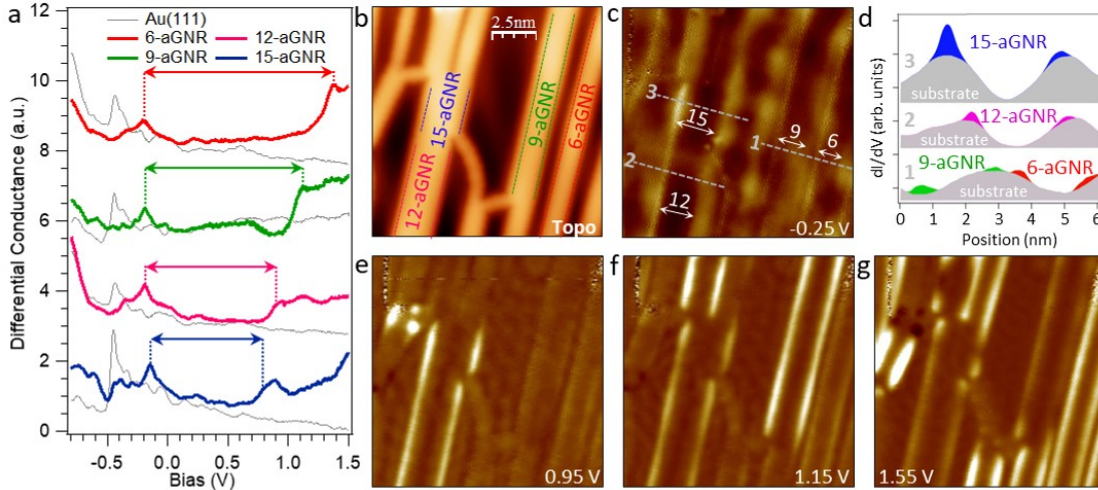 a
Au(111)
6-aGNR
12-aGNR
9-aGNR
15-aGNR
12
10
8
6
4
2
0
Differential Conductance (a.u.)
-0.5
0.0
0.5
1.0
1.5
Bias (V)
b
2.5nm
12-aGNR
15-aGNR
9-aGNR
6-aGNR
Topo
c
3
15
1
9
6
2
12
-0.25 V
d
dI/dV (arb. units)
3
15-aGNR
substrate
2
12-aGNR
substrate
1
9-aGNR
6-aGNR
substrate
0 1 2 3 4 5 6
Position (nm)
e
0.95 V
f
1.15 V
g
1.55 V